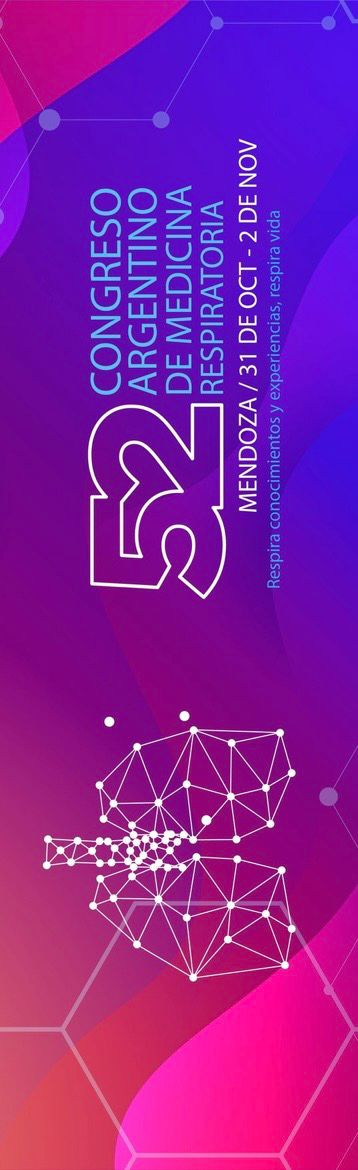 52
CONGRESO
ARGENTINO
DE MEDICINA
RESPIRATORIA
MENDOZA / 31 DE OCT - 2 DE NOV
Respira conocimientos y experiencias, respira vida